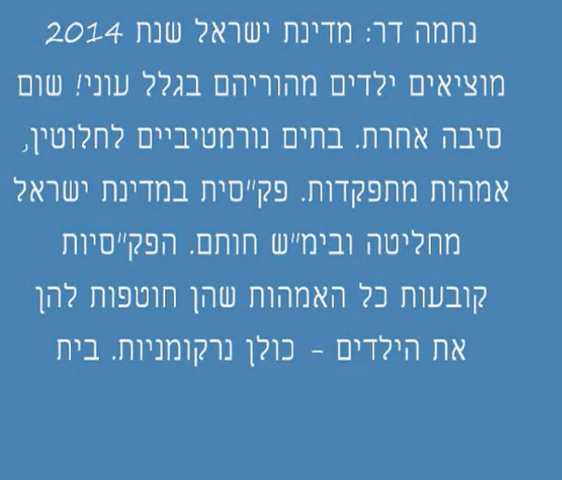 נחמה דר: מדינת ישראל שנת 2014
מוציאים ילדים מהוריהם בגלל עוני! שום
סיבה אחרת. בתים נורמטיביים לחלוטין,
אמהות מתפקדות. פק"סית במדינת ישראל
מחליטה ובימ"ש חותם. הפק"סיות
קובעות כל האמהות שהן חוטפות להן
את הילדים - כולן נרקומניות. בית